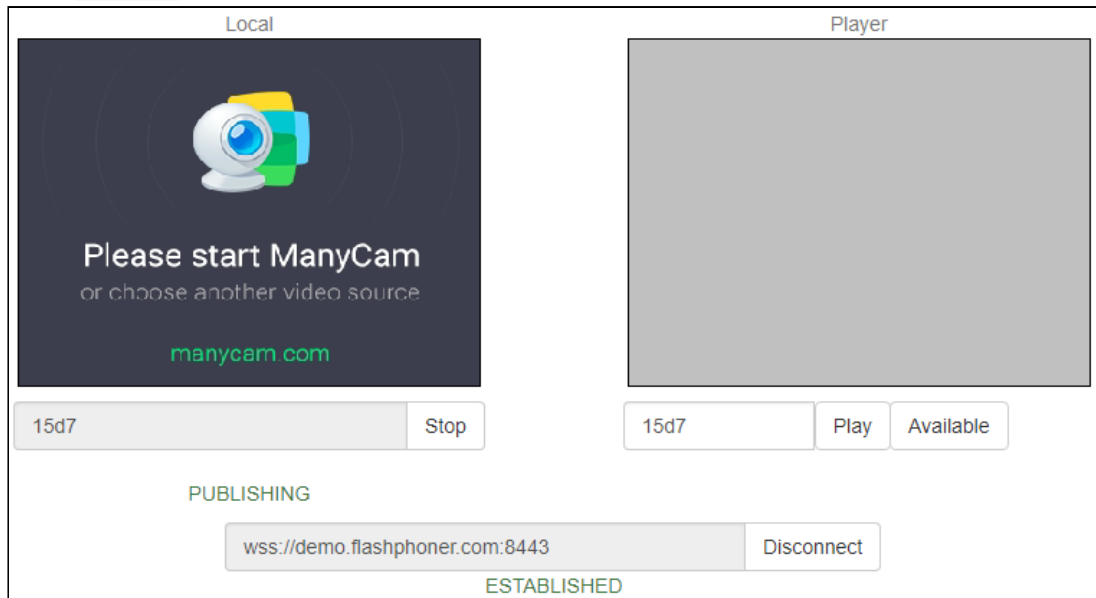 Local
Player
Please start ManyCam
or choose another video source
manycam.com
15d7
Stop
15d7
Play
Available
PUBLISHING
wss://demo.flashphoner.com:8443
Disconnect
ESTABLISHED